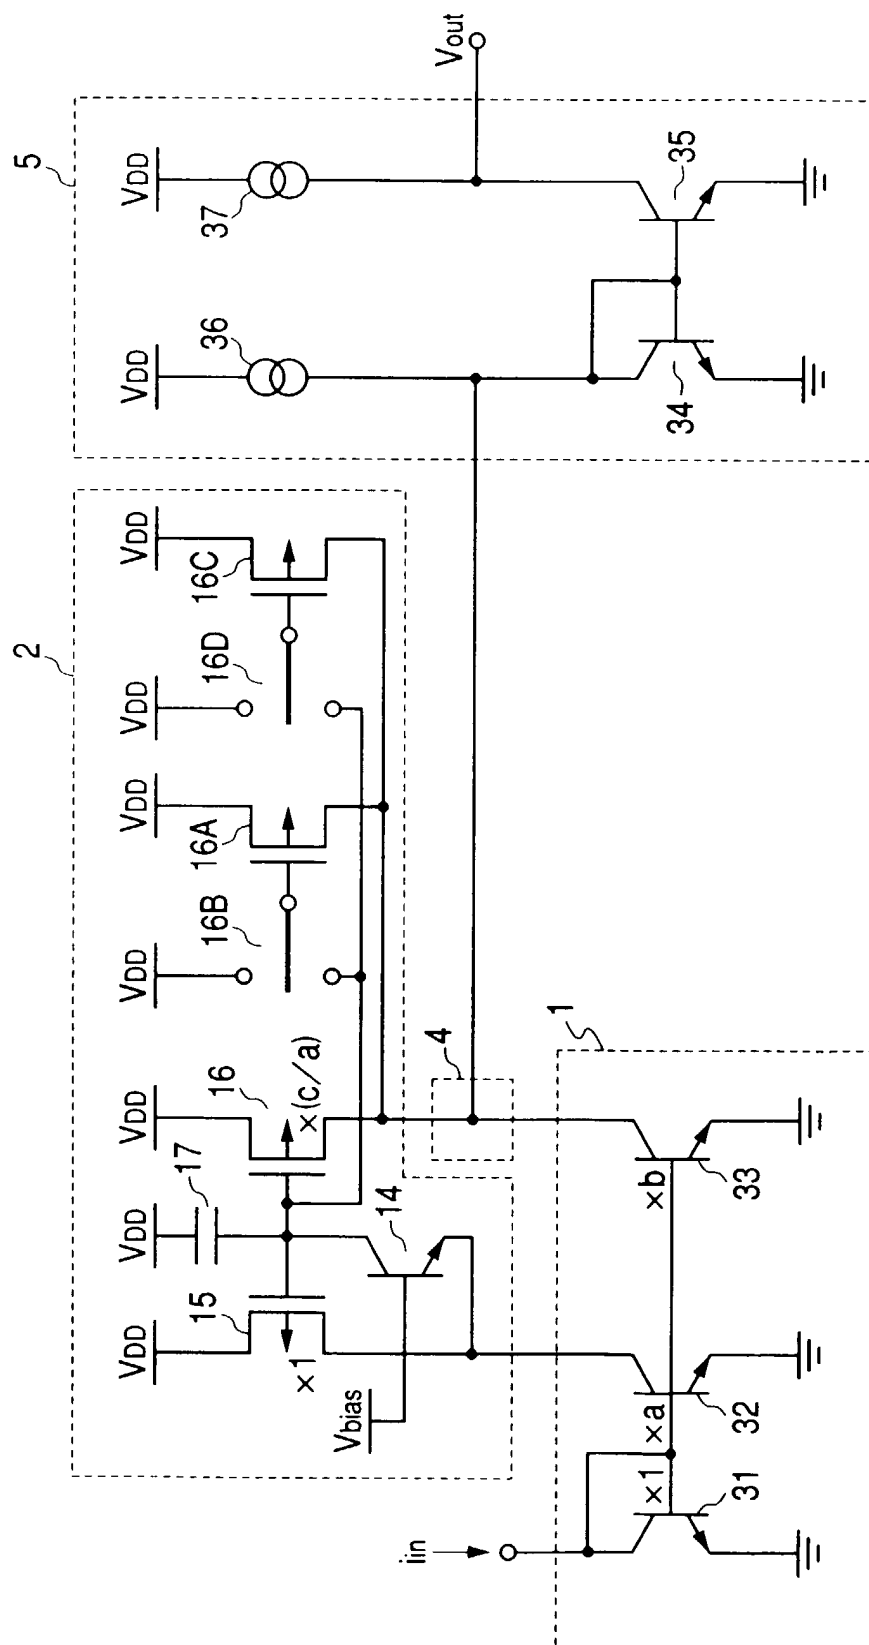 2
5
VDD
VDD
VDD
VDD
VDD
VDD
VDD
VDD
VDD
15
17
16
16B
16A
16D
16C
36
37
×1
×(c/a)
Vbias
14
4
Vout
iin
1
×1
×a
×b
31
32
33
34
35